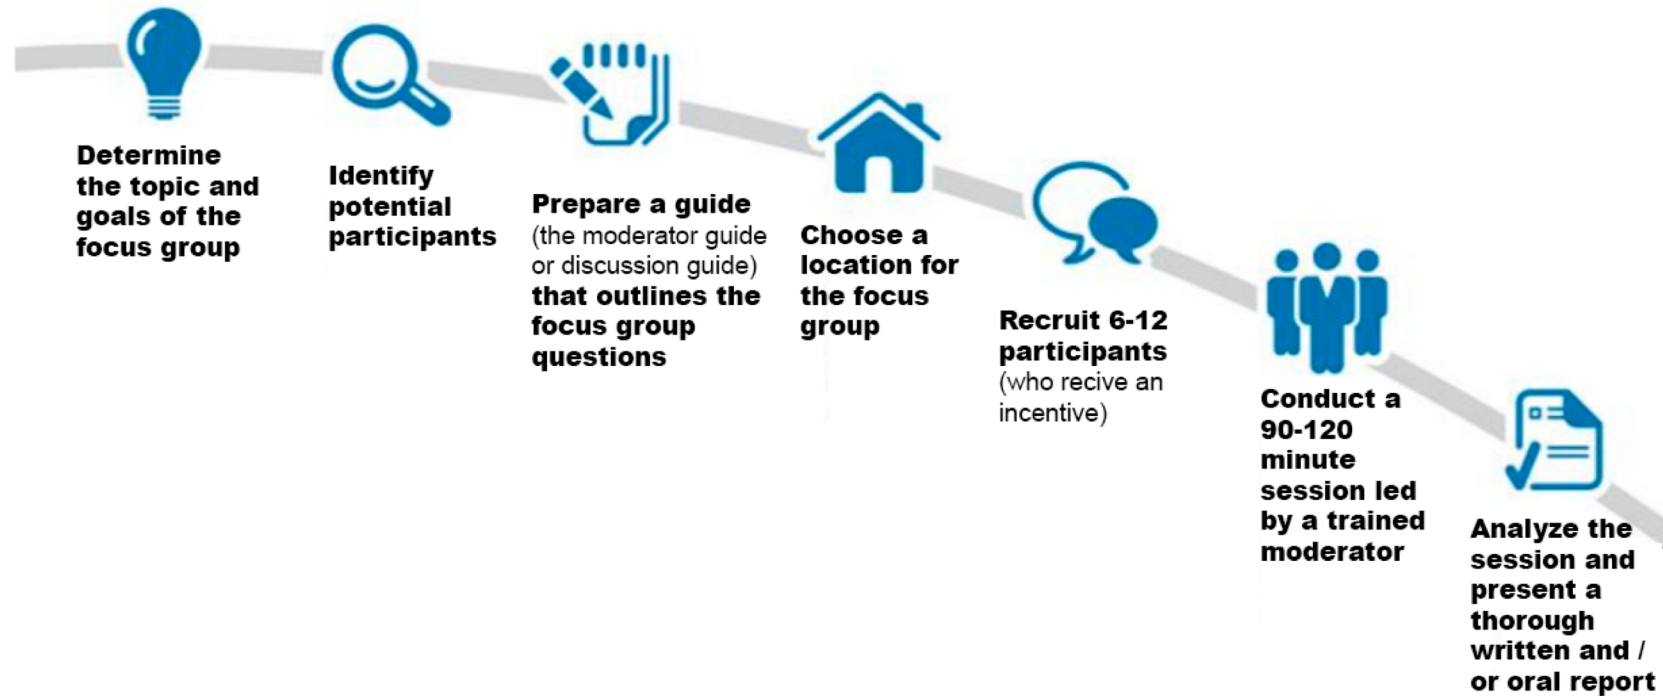 Determine
the topic and
goals of the
focus group
Identify
potential
participants
Prepare a guide
(the moderator guide
or discussion guide)
that outlines the
focus group
questions
Choose a
location for
the focus
group
Recruit 6-12
participants
(who recive an
incentive)
Conduct a
90-120
minute
session led
by a trained
moderator
Analyze the
session and
present a
thorough
written and /
or oral report